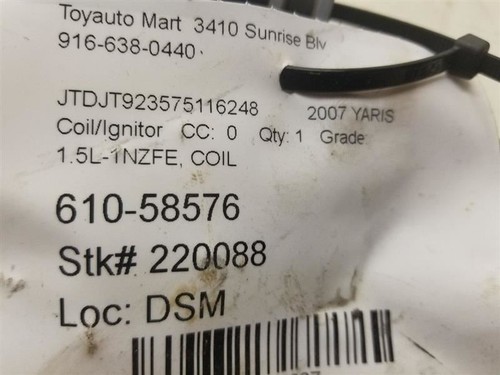 Toyauto Mart 3410 Sunrise Blv
916-638-0440
JTDJT923575116248 2007 YARIS
Coil/Ignitor CC: 0 Qty: 1 Grade:
1.5L-1NZFE, COIL
610-58576
Stk# 220088
Loc: DSM